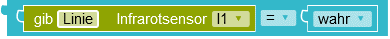 gib Linie Infrarotsensor I1 = wahr